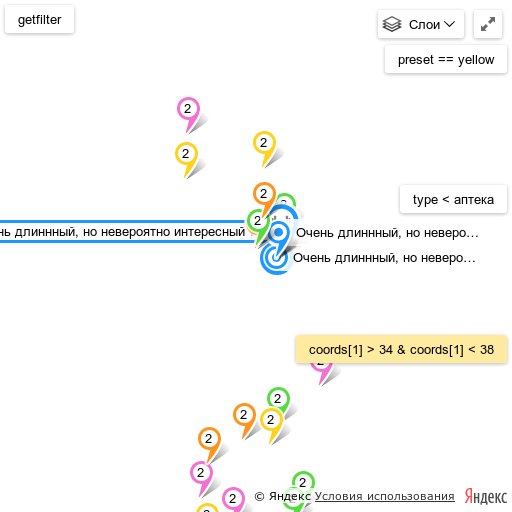 getfilter
Слои
preset == yellow
2
2
2
2
2
type < аптека
2
нь длиннный, но невероятно интересный
Очень длиннный, но неверо...
Очень длиннный, но неверо...
coords[1] > 34 & coords[1] < 38
2
2
2
2
2
2
2
2
© Яндекс Условия использования
Яндекс